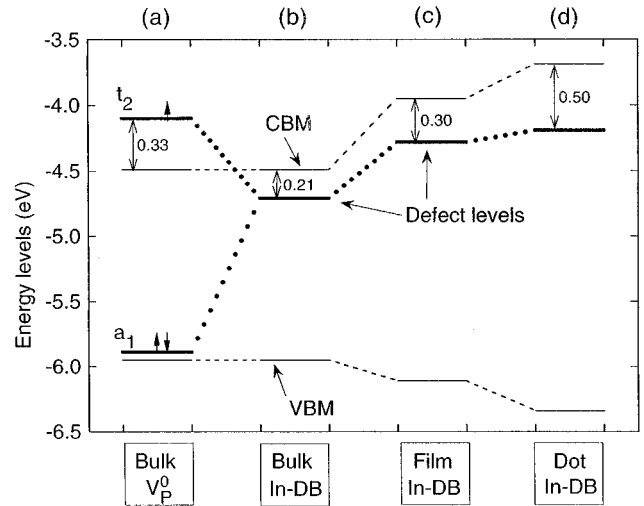 (a) (b) (c) (d)
-3.5
-4.0
-4.5
-5.0
-5.5
-6.0
-6.5
Energy levels (eV)
t2
0.33
CBM
0.21
0.30
0.50
Defect levels
a1
VBM
Bulk
V0P
Bulk
In-DB
Film
In-DB
Dot
In-DB